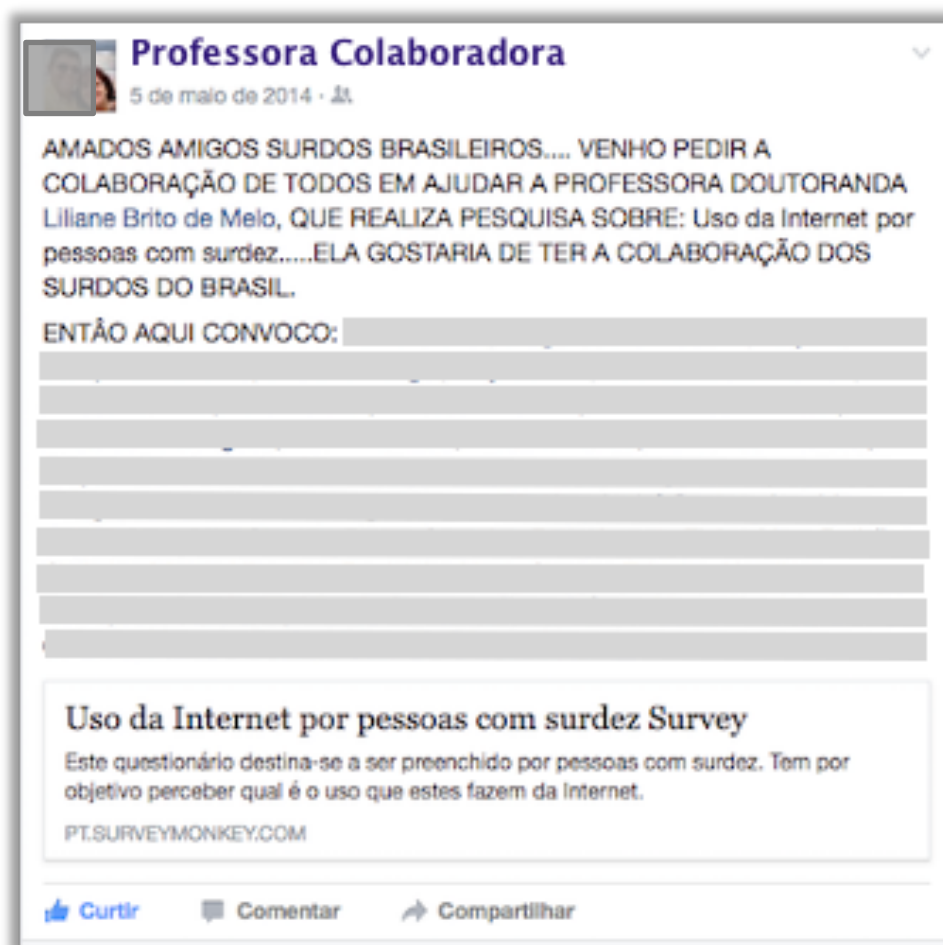 Professora Colaboradora
5 de maio de 2014 ·
AMADOS AMIGOS SURDOS BRASILEIROS.... VENHO PEDIR A
COLABORAÇÃO DE TODOS EM AJUDAR A PROFESSORA DOUTORANDA
Liliane Brito de Melo, QUE REALIZA PESQUISA SOBRE: Uso da Internet por
pessoas com surdez.....ELA GOSTARIA DE TER A COLABORAÇÃO DOS
SURDOS DO BRASIL.
ENTÃO AQUI CONVOCO:
Uso da Internet por pessoas com surdez Survey
Este questionário destina-se a ser preenchido por pessoas com surdez. Tem por
objetivo perceber qual é o uso que estes fazem da Internet.
PT.SURVEYMONKEY.COM
Curtir Comentar Compartilhar